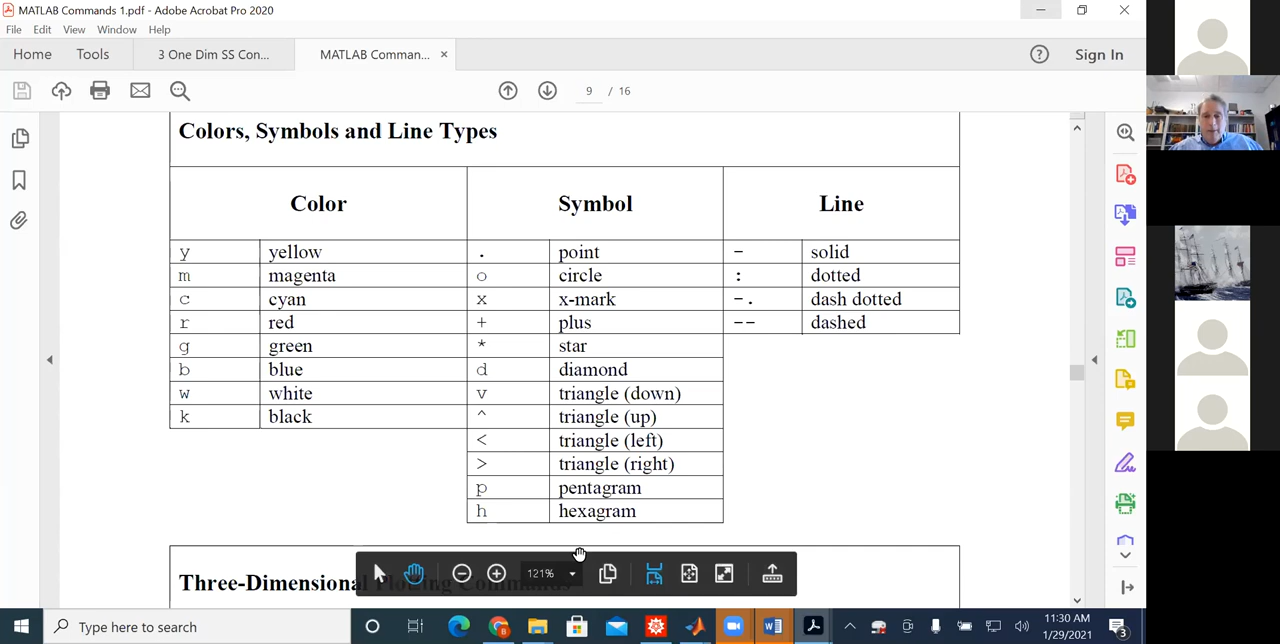 MATLAB Commands 1.pdf - Adobe Acrobat Pro 2020
File Edit View Window Help
Home Tools 3 One Dim SS Con... MATLAB Comman... × ? Sign In
9 / 16
Colors, Symbols and Line Types
Color Symbol Line
y yellow . point - solid
m magenta o circle : dotted
c cyan x x-mark -. dash dotted
r red + plus -- dashed
g green * star
b blue d diamond
w white v triangle (down)
k black ^ triangle (up)
< triangle (left)
> triangle (right)
p pentagram
h hexagram
121%
Three-Dimensional Plotting Commands
Type here to search
11:30 AM
1/29/2021
3